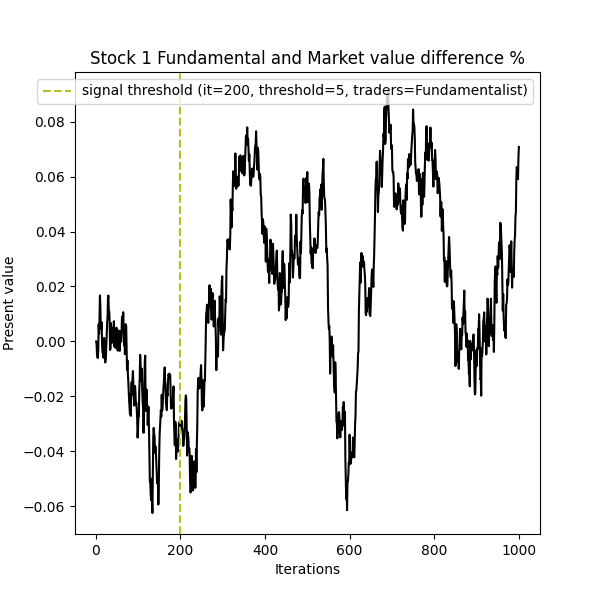 Stock 1 Fundamental and Market value difference %
signal threshold (it=200, threshold=5, traders=Fundamentalist)
0.08
0.06
0.04
0.02
0.00
−0.02
−0.04
−0.06
Present value
0 200 400 600 800 1000
Iterations